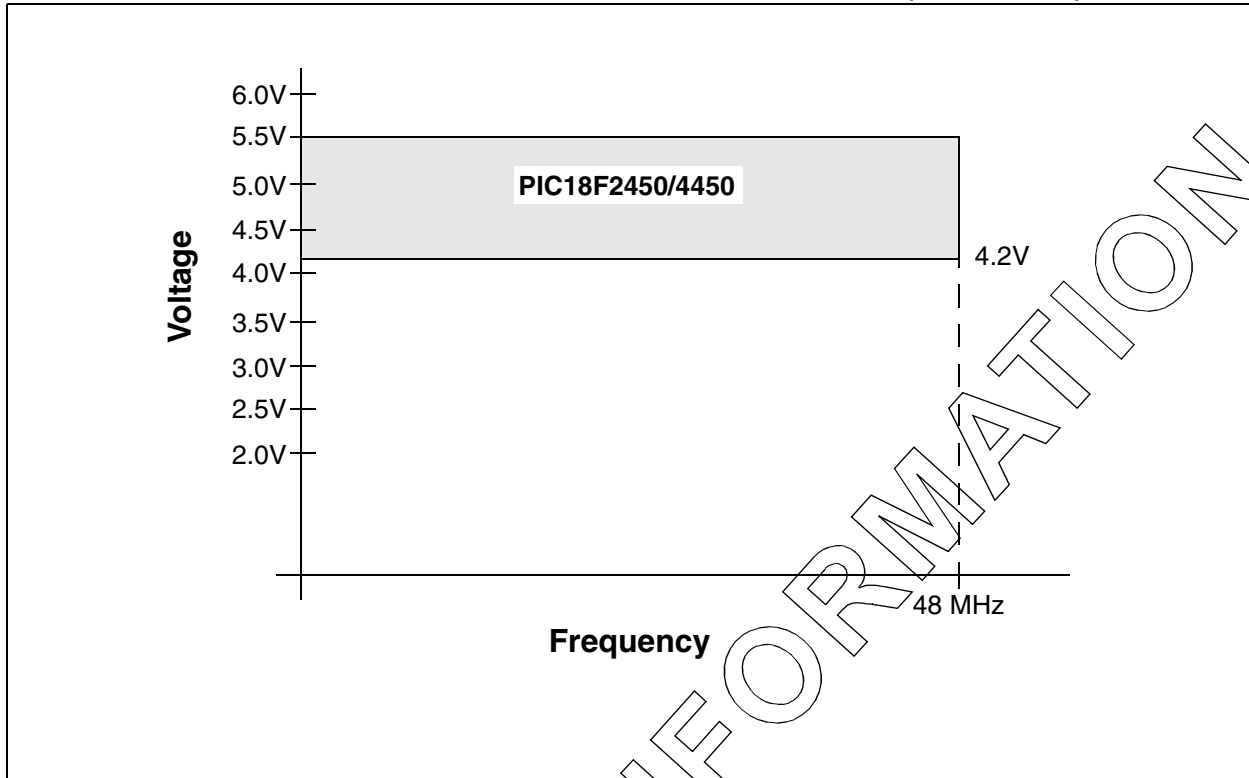 6.0V
5.5V
5.0V
4.5V
4.0V
3.5V
3.0V
2.5V
2.0V
Voltage
PIC18F2450/4450
4.2V
48 MHz
Frequency
NFORMATION